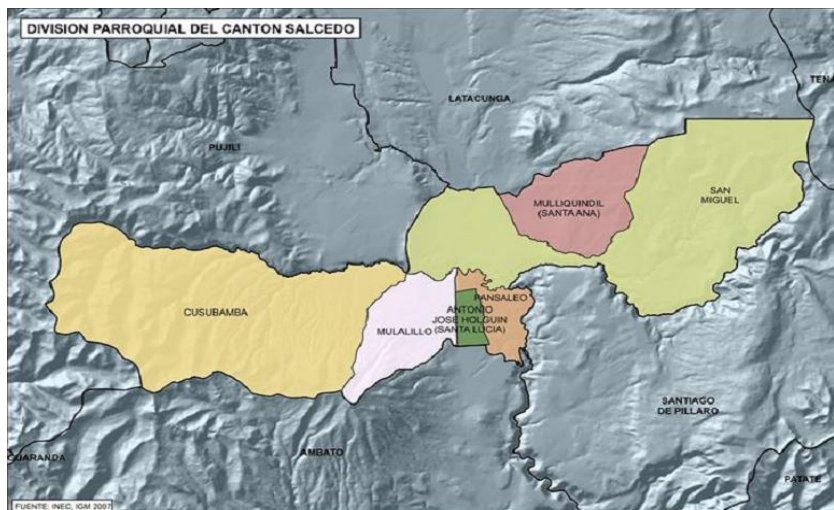 DIVISION PARROQUIAL DEL CANTON SALCEDO
TENA
LATACUNGA
PUJILI
SAN
MIGUEL
MULLIQUINDIL
(SANTA ANA)
PANSALEO
CUSUBAMBA
ANTONIO
JOSE HOLGUIN
(SANTA LUCIA)
MULALILLO
SANTIAGO
DE PILLARO
AMBATO
GUARANDA
PATATE
FUENTE: INEC, IGM 2007